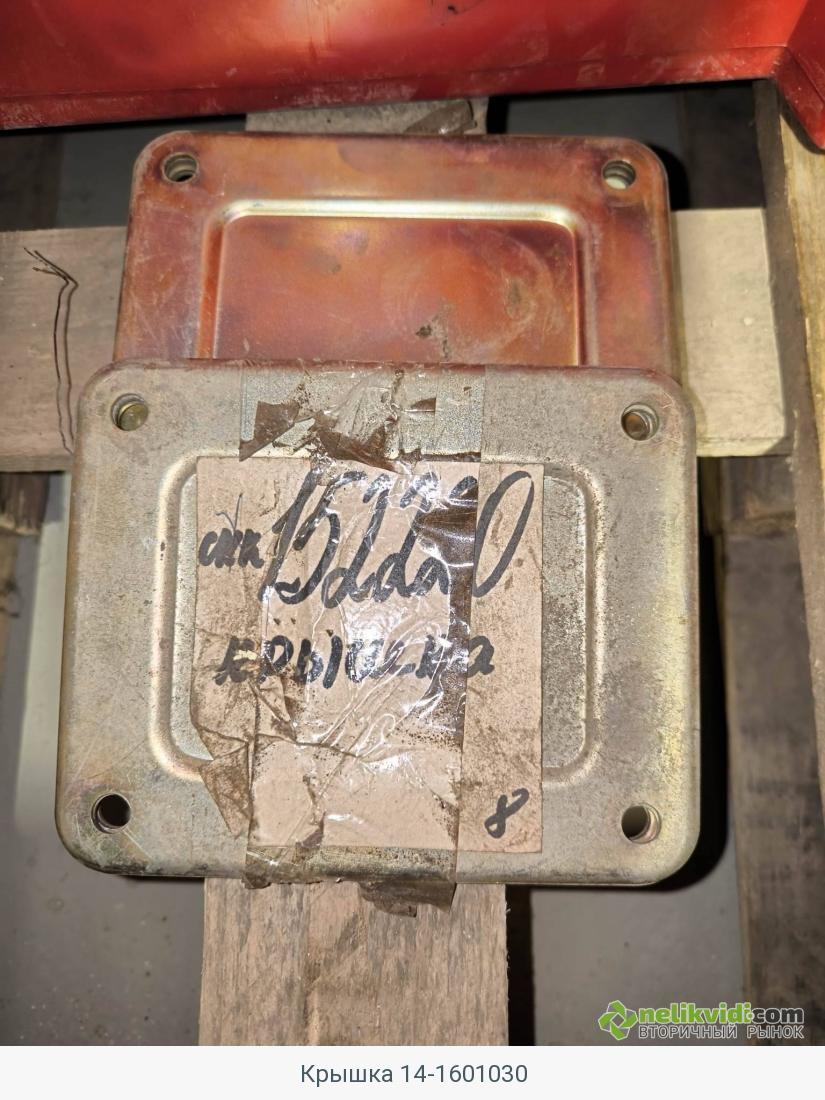 крышка
8
nelikvidi.com
ВТОРИЧНЫЙ РЫНОК
Крышка 14-1601030